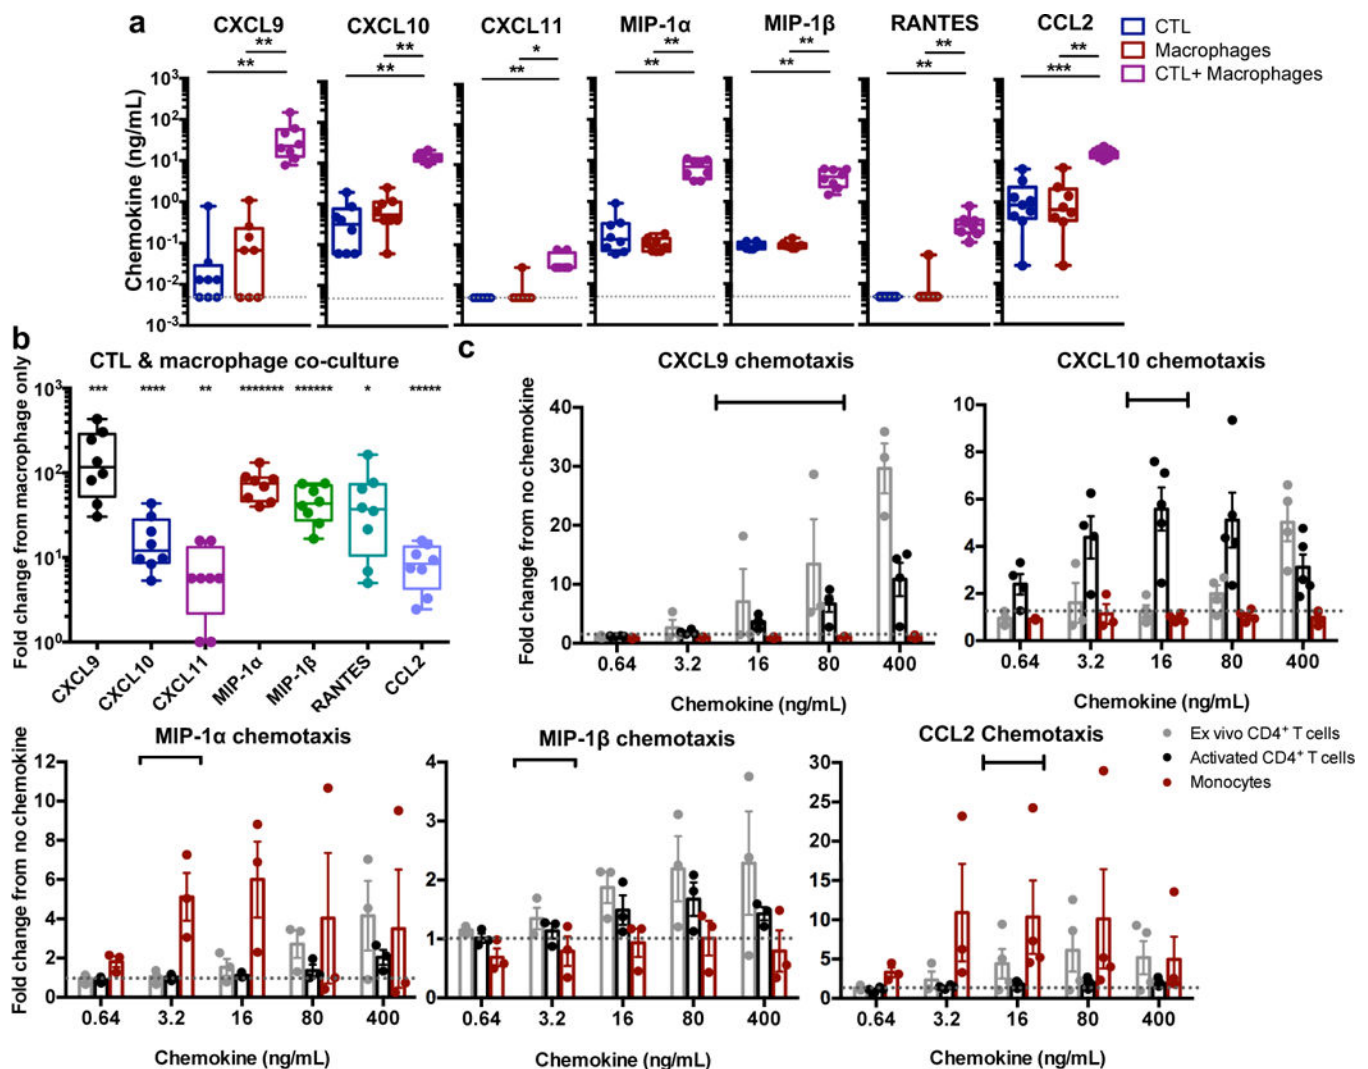 a
CXCL9
CXCL10
CXCL11
MIP-1α
MIP-1β
RANTES
CCL2
** ** * ** ** ** **
** ** ** ** ** ** ***
CTL
Macrophages
CTL+ Macrophages
Chemokine (ng/mL)
10³
10²
10¹
10⁰
10⁻¹
10⁻²
10⁻³
b
CTL & macrophage co-culture
*** **** ** ******* ****** * *****
Fold change from macrophage only
10³
10²
10¹
10⁰
CXCL9
CXCL10
CXCL11
MIP-1α
MIP-1β
RANTES
CCL2
c
CXCL9 chemotaxis
Fold change from no chemokine
40
30
20
10
0
0.64 3.2 16 80 400
Chemokine (ng/mL)
CXCL10 chemotaxis
10
8
6
4
2
0
0.64 3.2 16 80 400
Chemokine (ng/mL)
MIP-1α chemotaxis
Fold change from no chemokine
12
10
8
6
4
2
0
0.64 3.2 16 80 400
Chemokine (ng/mL)
MIP-1β chemotaxis
4
3
2
1
0
0.64 3.2 16 80 400
Chemokine (ng/mL)
CCL2 Chemotaxis
30
25
20
15
10
5
0
0.64 3.2 16 80 400
Chemokine (ng/mL)
Ex vivo CD4⁺ T cells
Activated CD4⁺ T cells
Monocytes